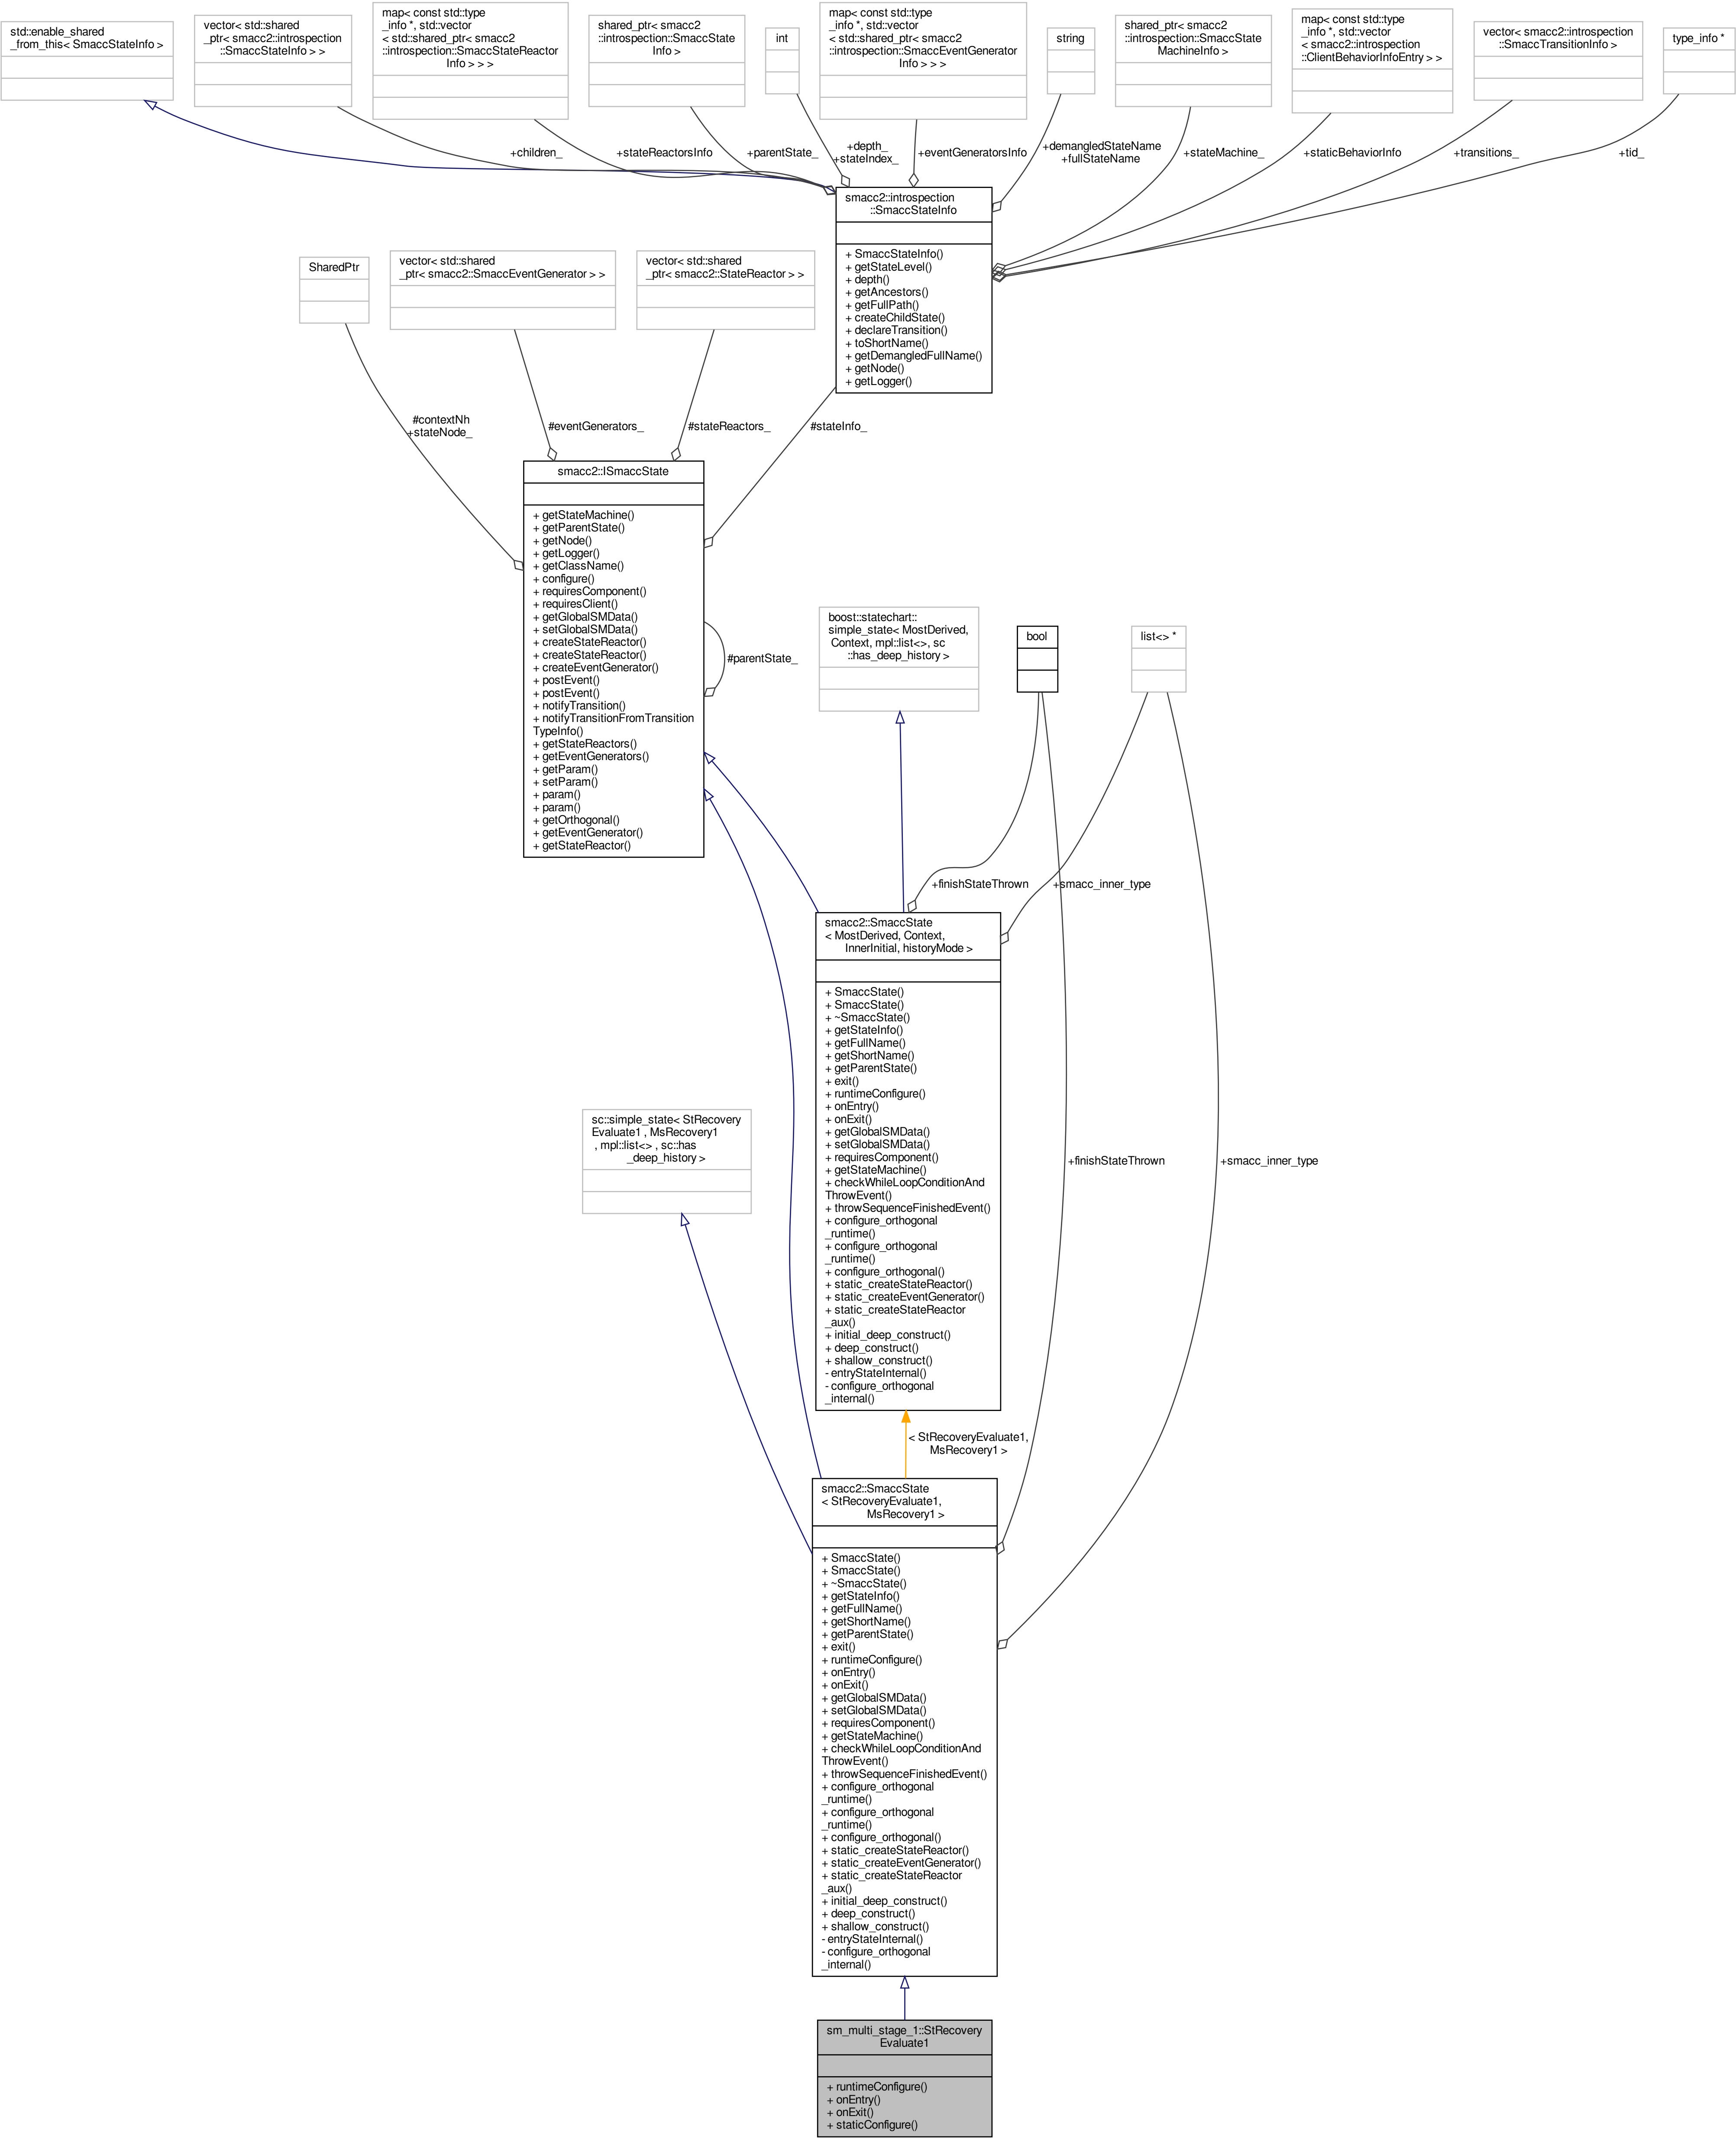 std::enable_shared
_from_this< SmaccStateInfo >
vector< std::shared
_ptr< smacc2::introspection
::SmaccStateInfo > >
map< const std::type
_info *, std::vector
< std::shared_ptr< smacc2
::introspection::SmaccStateReactor
Info > > >
shared_ptr< smacc2
::introspection::SmaccState
Info >
int
map< const std::type
_info *, std::vector
< std::shared_ptr< smacc2
::introspection::SmaccEventGenerator
Info > > >
string
shared_ptr< smacc2
::introspection::SmaccState
MachineInfo >
map< const std::type
_info *, std::vector
< smacc2::introspection
::ClientBehaviorInfoEntry > >
vector< smacc2::introspection
::SmaccTransitionInfo >
type_info *
+children_
+stateReactorsInfo
+parentState_
+depth_
+stateIndex_
+eventGeneratorsInfo
+demangledStateName
+fullStateName
+stateMachine_
+staticBehaviorInfo
+transitions_
+tid_
smacc2::introspection
::SmaccStateInfo
+ SmaccStateInfo()
+ getStateLevel()
+ depth()
+ getAncestors()
+ getFullPath()
+ createChildState()
+ declareTransition()
+ toShortName()
+ getDemangledFullName()
+ getNode()
+ getLogger()
SharedPtr
vector< std::shared
_ptr< smacc2::SmaccEventGenerator > >
vector< std::shared
_ptr< smacc2::StateReactor > >
#contextNh
+stateNode_
#eventGenerators_
#stateReactors_
#stateInfo_
smacc2::ISmaccState
+ getStateMachine()
+ getParentState()
+ getNode()
+ getLogger()
+ getClassName()
+ configure()
+ requiresComponent()
+ requiresClient()
+ getGlobalSMData()
+ setGlobalSMData()
+ createStateReactor()
+ createStateReactor()
+ createEventGenerator()
+ postEvent()
+ postEvent()
+ notifyTransition()
+ notifyTransitionFromTransition
TypeInfo()
+ getStateReactors()
+ getEventGenerators()
+ getParam()
+ setParam()
+ param()
+ param()
+ getOrthogonal()
+ getEventGenerator()
+ getStateReactor()
#parentState_
boost::statechart::
simple_state< MostDerived,
Context, mpl::list<>, sc
::has_deep_history >
bool
list<> *
+finishStateThrown
+smacc_inner_type
smacc2::SmaccState
< MostDerived, Context,
InnerInitial, historyMode >
+ SmaccState()
+ SmaccState()
+ ~SmaccState()
+ getStateInfo()
+ getFullName()
+ getShortName()
+ getParentState()
+ exit()
+ runtimeConfigure()
+ onEntry()
+ onExit()
+ getGlobalSMData()
+ setGlobalSMData()
+ requiresComponent()
+ getStateMachine()
+ checkWhileLoopConditionAnd
ThrowEvent()
+ throwSequenceFinishedEvent()
+ configure_orthogonal
_runtime()
+ configure_orthogonal
_runtime()
+ configure_orthogonal()
+ static_createStateReactor()
+ static_createEventGenerator()
+ static_createStateReactor
_aux()
+ initial_deep_construct()
+ deep_construct()
+ shallow_construct()
- entryStateInternal()
- configure_orthogonal
_internal()
sc::simple_state< StRecovery
Evaluate1 , MsRecovery1
, mpl::list<> , sc::has
_deep_history >
+finishStateThrown
+smacc_inner_type
< StRecoveryEvaluate1,
MsRecovery1 >
smacc2::SmaccState
< StRecoveryEvaluate1,
MsRecovery1 >
+ SmaccState()
+ SmaccState()
+ ~SmaccState()
+ getStateInfo()
+ getFullName()
+ getShortName()
+ getParentState()
+ exit()
+ runtimeConfigure()
+ onEntry()
+ onExit()
+ getGlobalSMData()
+ setGlobalSMData()
+ requiresComponent()
+ getStateMachine()
+ checkWhileLoopConditionAnd
ThrowEvent()
+ throwSequenceFinishedEvent()
+ configure_orthogonal
_runtime()
+ configure_orthogonal
_runtime()
+ configure_orthogonal()
+ static_createStateReactor()
+ static_createEventGenerator()
+ static_createStateReactor
_aux()
+ initial_deep_construct()
+ deep_construct()
+ shallow_construct()
- entryStateInternal()
- configure_orthogonal
_internal()
sm_multi_stage_1::StRecovery
Evaluate1
+ runtimeConfigure()
+ onEntry()
+ onExit()
+ staticConfigure()